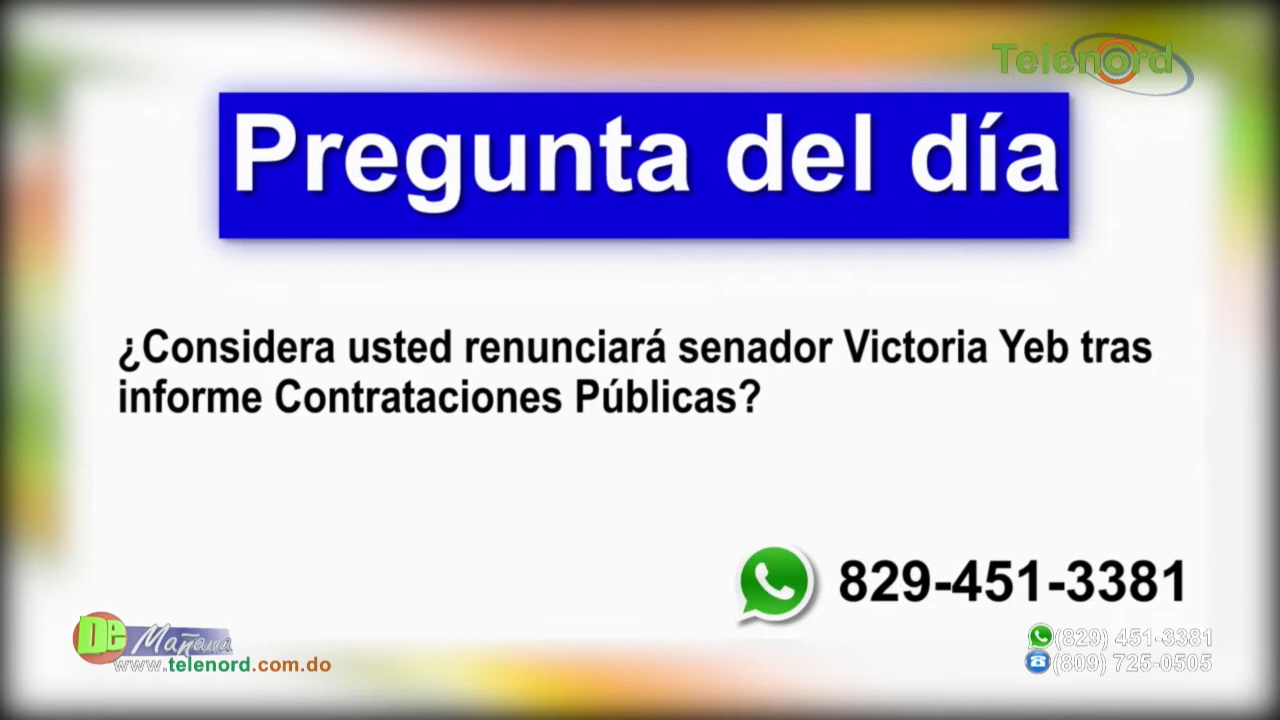 Telenord
Pregunta del día
¿Considera usted renunciará senador Victoria Yeb tras
informe Contrataciones Públicas?
829-451-3381
De Mañana
www.telenord.com.do
(829) 451-3381
(809) 725-0505